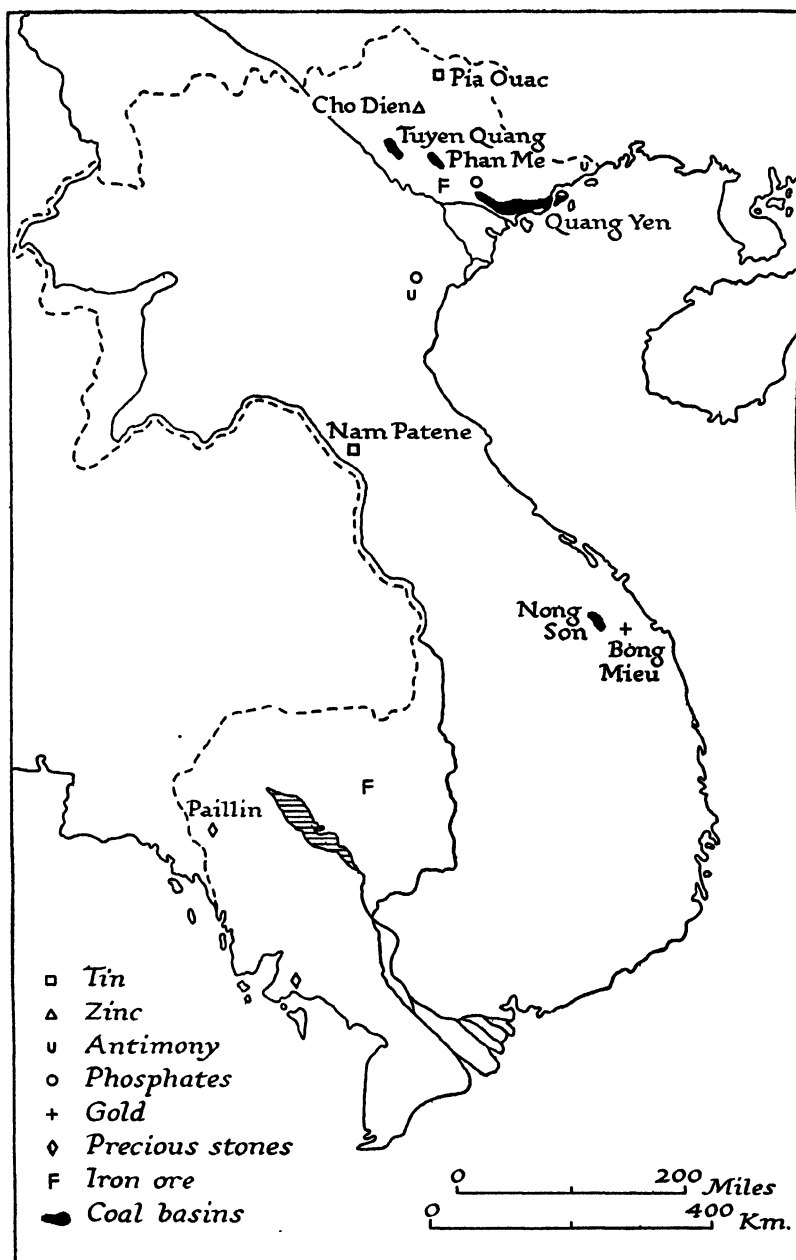 Pia Ouac
Cho Dien
Tuyen Quang
Phan Me
F
U
Quang Yen
U
Nam Patene
Nong
Son
Bong
Mieu
F
Paillin
Tin
Zinc
U Antimony
Phosphates
Gold
Precious stones
F Iron ore
Coal basins
0 200 Miles
0 400 Km.